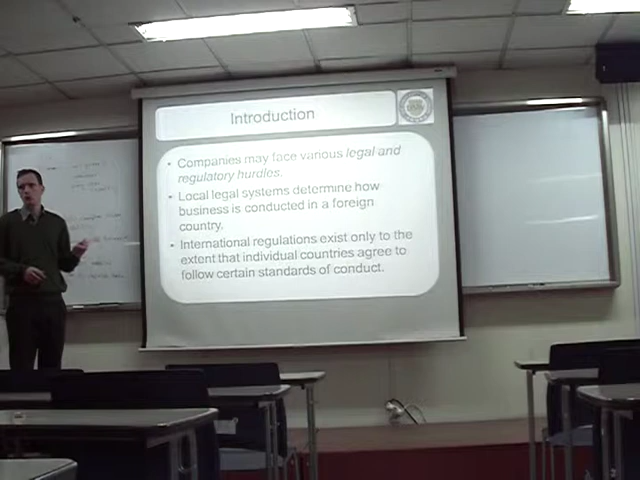 Introduction
• Companies may face various legal and
regulatory hurdles.
• Local legal systems determine how
business is conducted in a foreign
country.
• International regulations exist only to the
extent that individual countries agree to
follow certain standards of conduct.